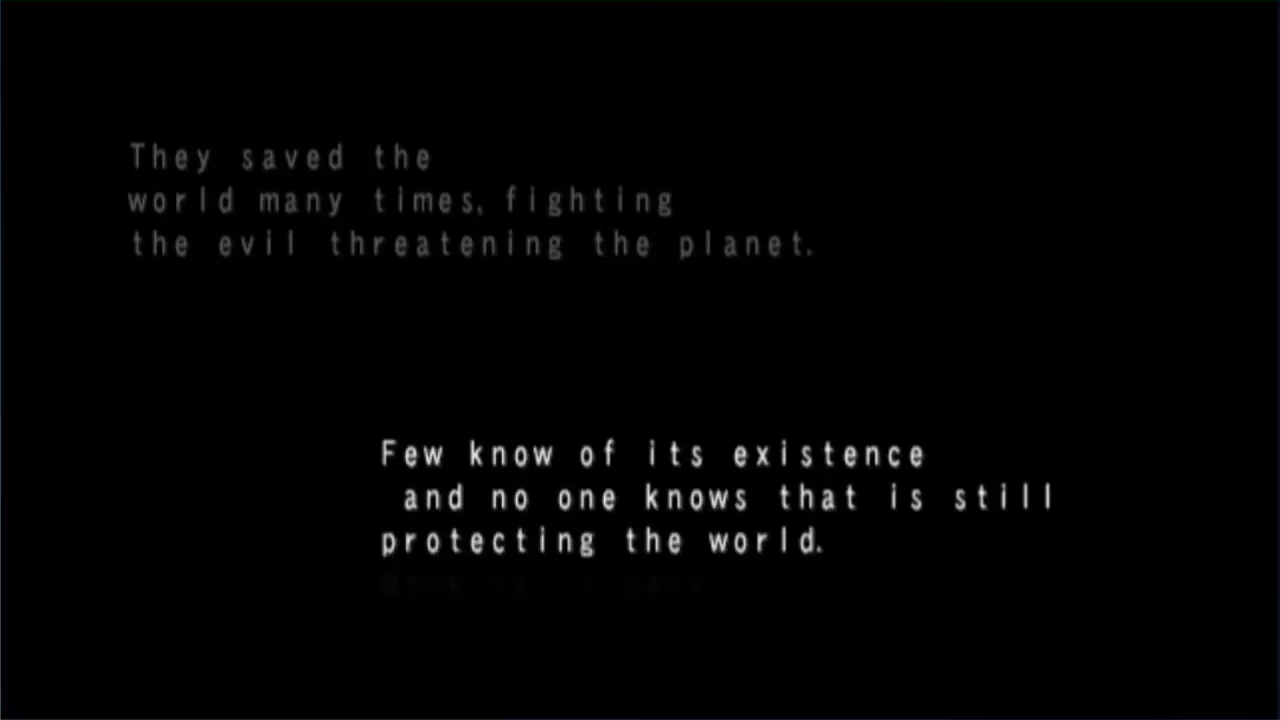 They saved the
world many times, fighting
the evil threatening the planet.
Few know of its existence
and no one knows that is still
protecting the world.